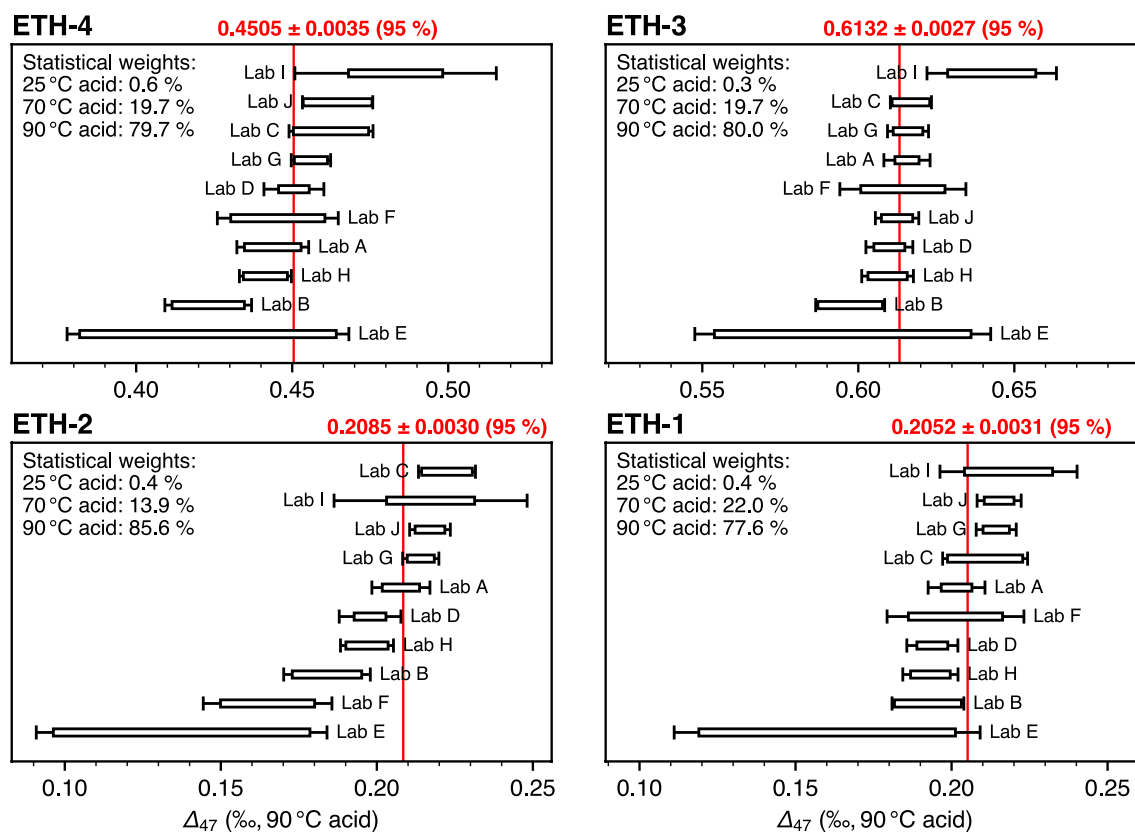 ETH-4
0.4505 ± 0.0035 (95 %)
Statistical weights:
25 °C acid: 0.6 %
70 °C acid: 19.7 %
90 °C acid: 79.7 %
Lab I
Lab J
Lab C
Lab G
Lab D
Lab F
Lab A
Lab H
Lab B
Lab E
0.40 0.45 0.50
ETH-3
0.6132 ± 0.0027 (95 %)
Statistical weights:
25 °C acid: 0.3 %
70 °C acid: 19.7 %
90 °C acid: 80.0 %
Lab I
Lab C
Lab G
Lab A
Lab F
Lab J
Lab D
Lab H
Lab B
Lab E
0.55 0.60 0.65
ETH-2
0.2085 ± 0.0030 (95 %)
Statistical weights:
25 °C acid: 0.4 %
70 °C acid: 13.9 %
90 °C acid: 85.6 %
Lab C
Lab I
Lab J
Lab G
Lab A
Lab D
Lab H
Lab B
Lab F
Lab E
0.10 0.15 0.20 0.25
Δ47 (‰, 90 °C acid)
ETH-1
0.2052 ± 0.0031 (95 %)
Statistical weights:
25 °C acid: 0.4 %
70 °C acid: 22.0 %
90 °C acid: 77.6 %
Lab I
Lab J
Lab G
Lab C
Lab A
Lab F
Lab D
Lab H
Lab B
Lab E
0.10 0.15 0.20 0.25
Δ47 (‰, 90 °C acid)